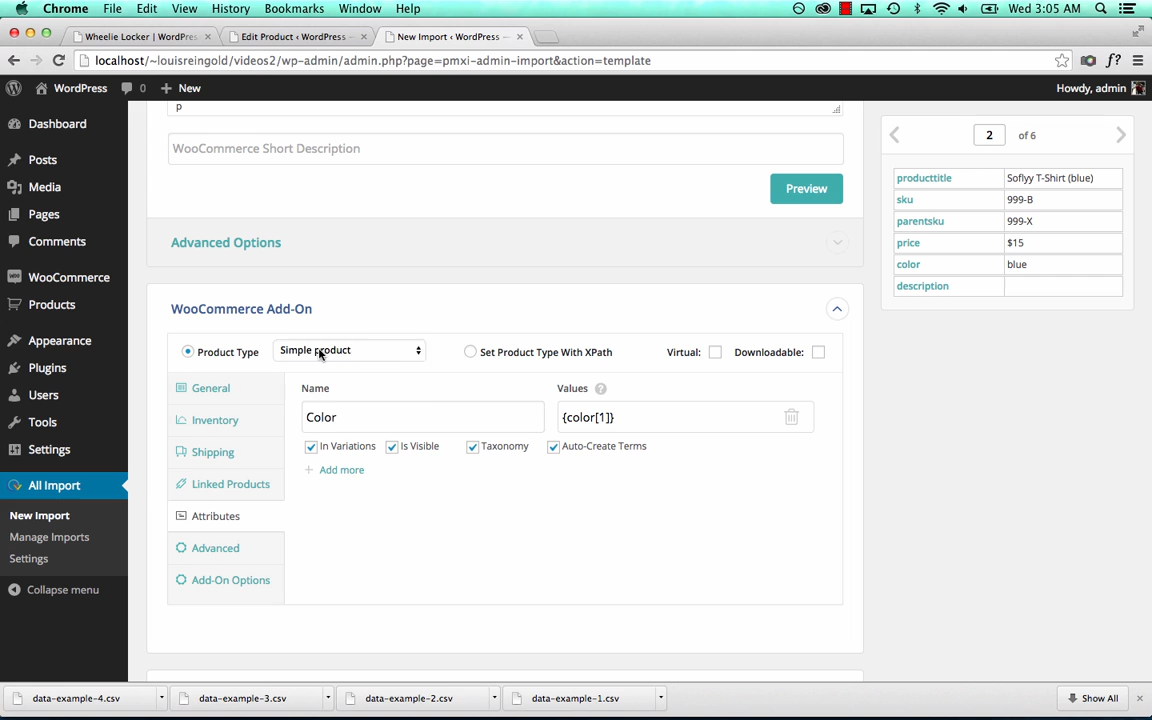 Chrome File Edit View History Bookmarks Window Help Wed 3:05 AM
Wheelie Locker | WordPres Edit Product ‹ WordPress — New Import ‹ WordPress —
localhost/~louisreingold/videos2/wp-admin/admin.php?page=pmxi-admin-import&action=template f?
WordPress 0 + New Howdy, admin
Dashboard
Posts
Media
Pages
Comments
WooCommerce
Products
Appearance
Plugins
Users
Tools
Settings
All Import
New Import
Manage Imports
Settings
Collapse menu
p
WooCommerce Short Description
Preview
Advanced Options
WooCommerce Add-On
Product Type Simple product Set Product Type With XPath Virtual: Downloadable:
General
Inventory
Shipping
Linked Products
Attributes
Advanced
Add-On Options
Name Values ?
Color {color[1]}
In Variations Is Visible Taxonomy Auto-Create Terms
+ Add more
2 of 6
producttitle Soflyy T-Shirt (blue)
sku 999-B
parentsku 999-X
price $15
color blue
description
data-example-4.csv data-example-3.csv data-example-2.csv data-example-1.csv Show All